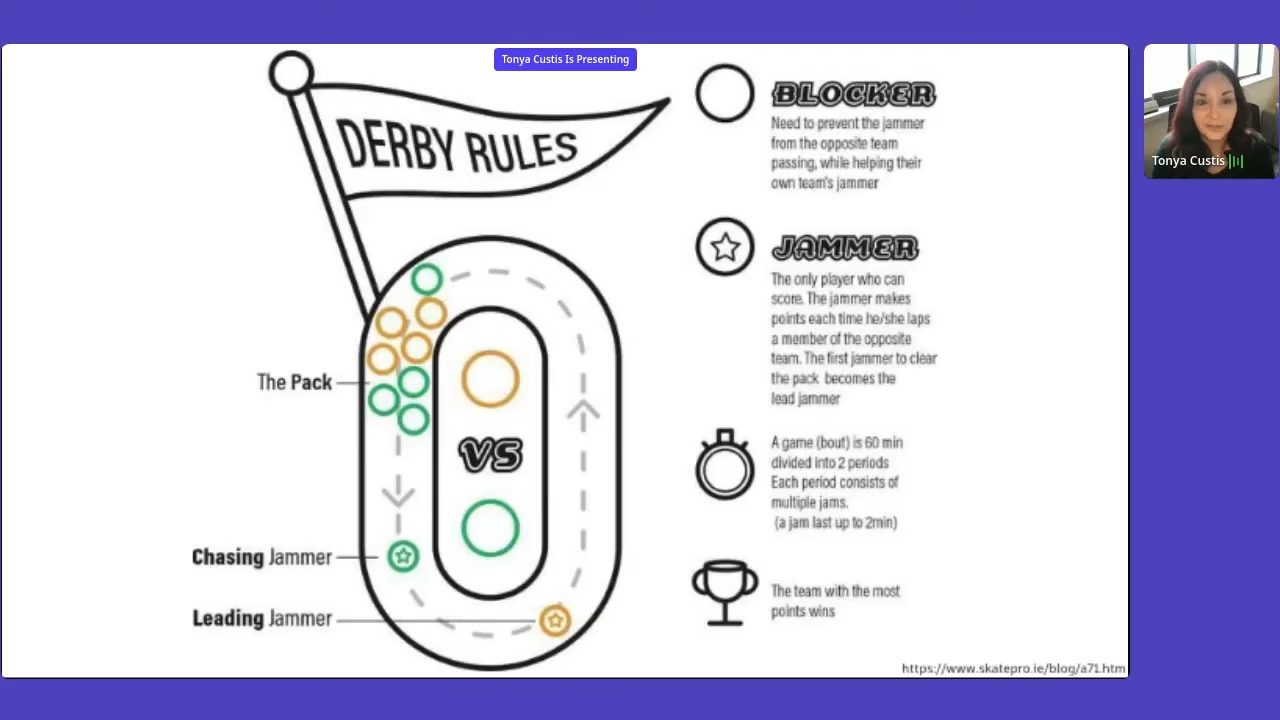 Tonya Custis Is Presenting
DERBY RULES
BLOCKER
Need to prevent the jammer
from the opposite team
passing, while helping their
own team's jammer
JAMMER
The only player who can
score. The jammer makes
points each time he/she laps
a member of the opposite
team. The first jammer to clear
the pack becomes the
lead jammer
A game (bout) is 60 min
divided into 2 periods
Each period consists of
multiple jams.
(a jam last up to 2min)
The team with the most
points wins
The Pack
VS
Chasing Jammer
Leading Jammer
https://www.skatepro.ie/blog/a71.htm
Tonya Custis